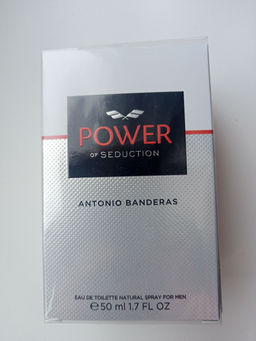 POWER
OF SEDUCTION
ANTONIO BANDERAS
EAU DE TOILETTE NATURAL SPRAY FOR MEN
℮50 ml 1.7 FL OZ